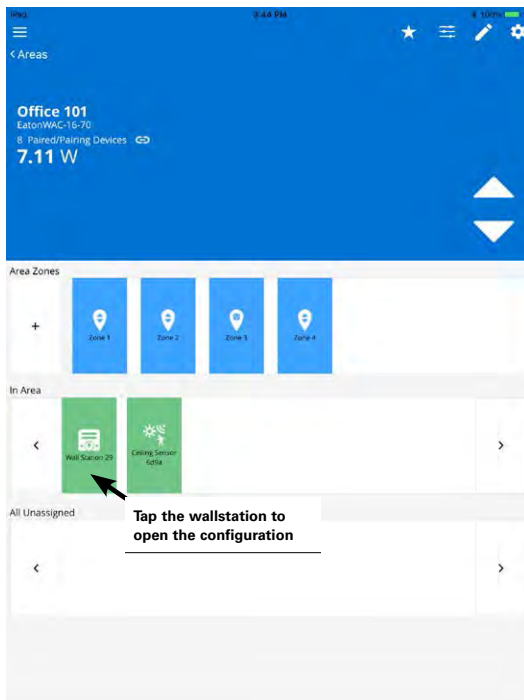 iPad
3:44 PM
100%
< Areas
Office 101
EatonWAC-16-70
8 Paired/Pairing Devices
7.11 W
Area Zones
+
Zone 1
Zone 2
Zone 3
Zone 4
In Area
<
Wall Station 29
Ceiling Sensor
6d9a
>
Tap the wallstation to
open the configuration
All Unassigned
<
>